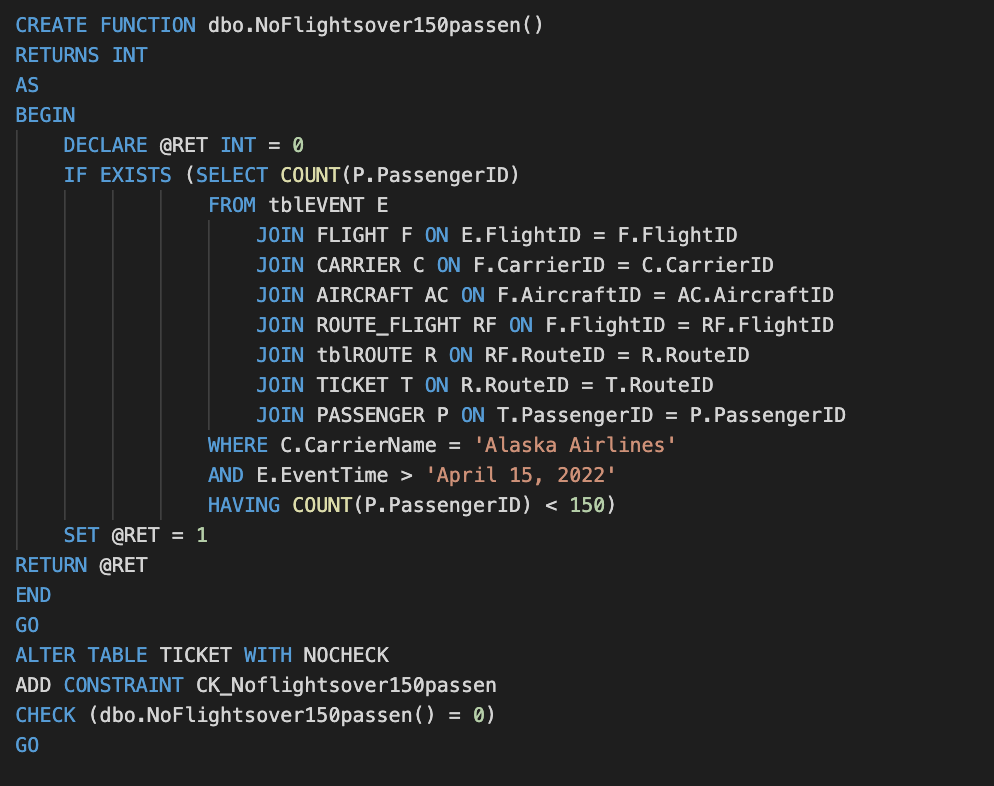 CREATE FUNCTION dbo.NoFlightsover150passen()
RETURNS INT
AS
BEGIN
    DECLARE @RET INT = 0
    IF EXISTS (SELECT COUNT(P.PassengerID)
                FROM tblEVENT E
                    JOIN FLIGHT F ON E.FlightID = F.FlightID
                    JOIN CARRIER C ON F.CarrierID = C.CarrierID
                    JOIN AIRCRAFT AC ON F.AircraftID = AC.AircraftID
                    JOIN ROUTE_FLIGHT RF ON F.FlightID = RF.FlightID
                    JOIN tblROUTE R ON RF.RouteID = R.RouteID
                    JOIN TICKET T ON R.RouteID = T.RouteID
                    JOIN PASSENGER P ON T.PassengerID = P.PassengerID
                WHERE C.CarrierName = 'Alaska Airlines'
                AND E.EventTime > 'April 15, 2022'
                HAVING COUNT(P.PassengerID) < 150)
    SET @RET = 1
RETURN @RET
END
GO
ALTER TABLE TICKET WITH NOCHECK
ADD CONSTRAINT CK_Noflightsover150passen
CHECK (dbo.NoFlightsover150passen() = 0)
GO